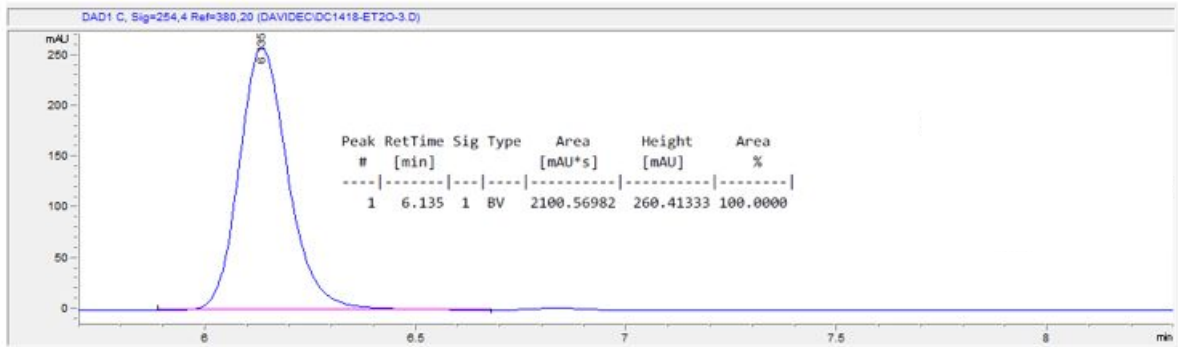 DAD1 C, Sig=254,4 Ref=380,20 (DAVIDEC\DC1418-ET2O-3.D)
mAU
250
200
150
100
50
0
6.135
Peak RetTime Sig Type Area Height Area
# [min] [mAU*s] [mAU] %
----|-------|---|----|----------|----------|--------|
1 6.135 1 BV 2100.56982 260.41333 100.0000
6 6.5 7 7.5 8 min